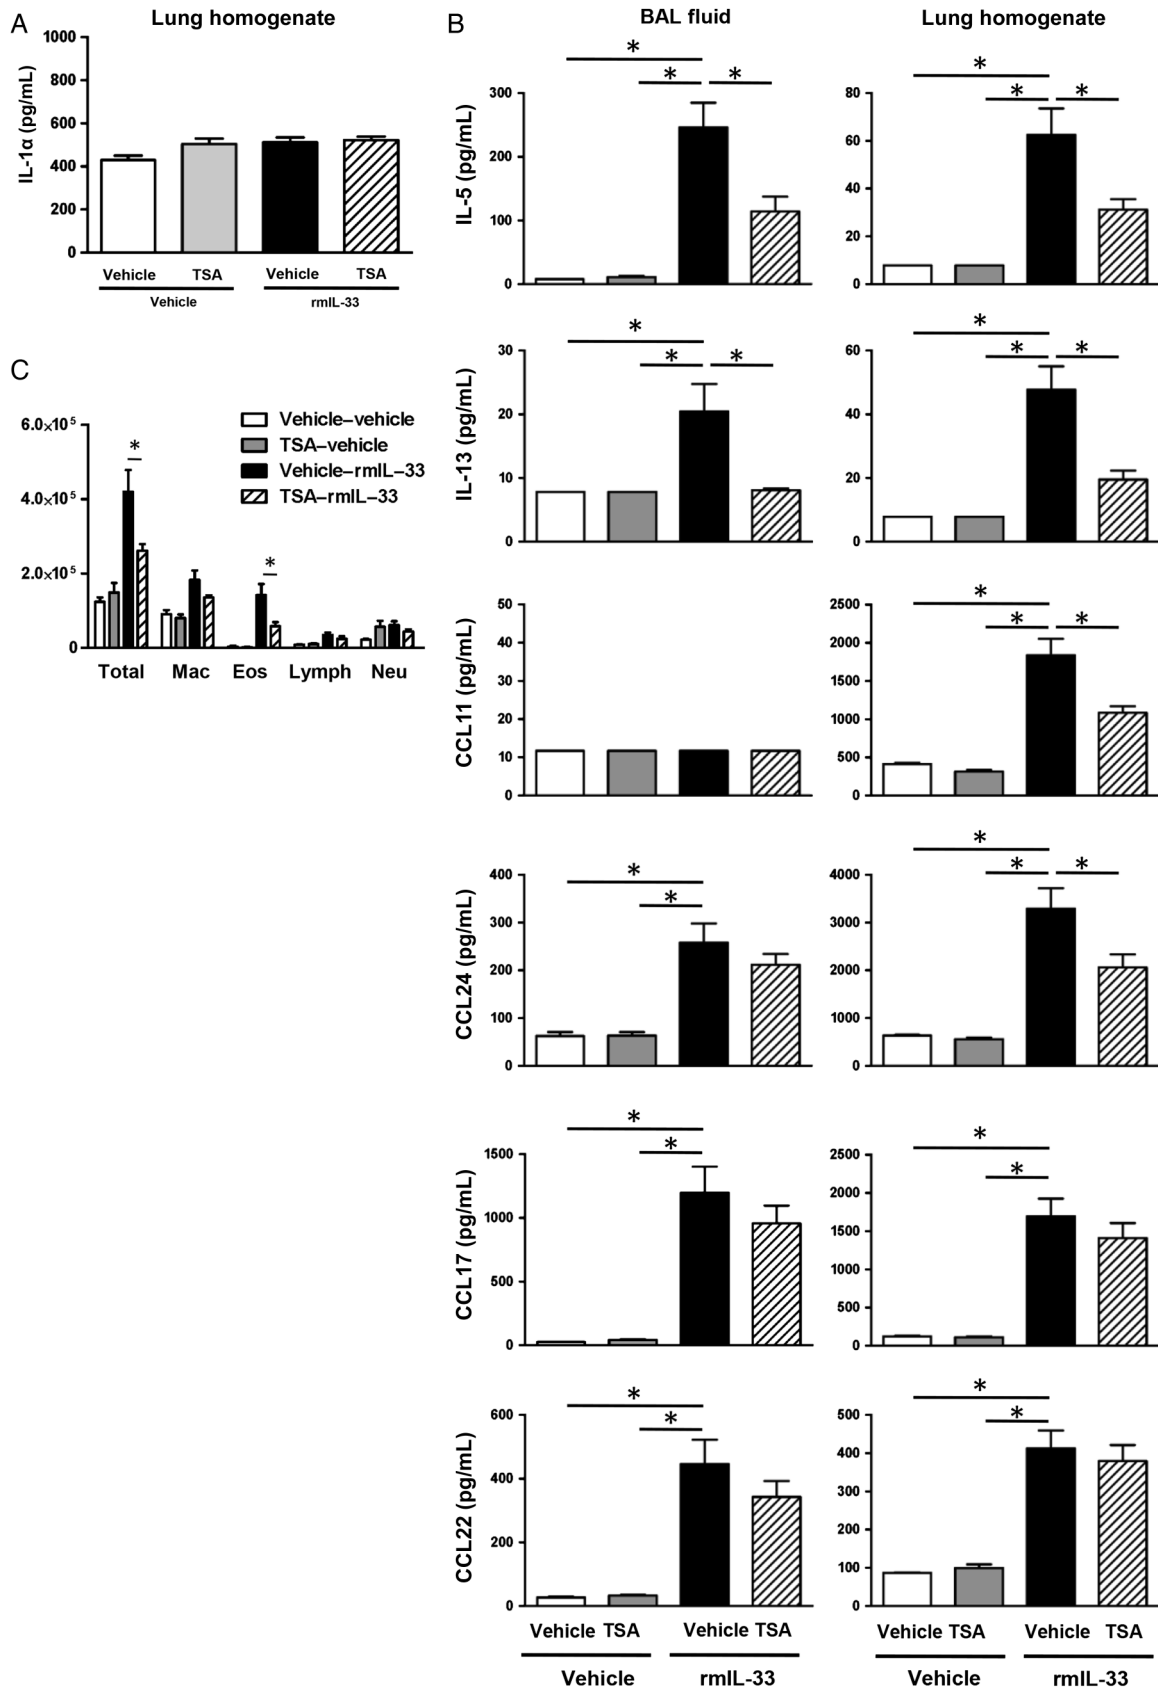 A
Lung homogenate
IL-1α (pg/mL)
1000
800
600
400
200
0
Vehicle TSA Vehicle TSA
Vehicle rmIL-33
B
BAL fluid Lung homogenate
IL-5 (pg/mL)
* * *
300
200
100
0
* * *
80
60
40
20
0
IL-13 (pg/mL)
* * *
30
20
10
0
* * *
60
40
20
0
CCL11 (pg/mL)
50
40
30
20
10
0
* * *
2500
2000
1500
1000
500
0
CCL24 (pg/mL)
* *
400
300
200
100
0
* * *
4000
3000
2000
1000
0
CCL17 (pg/mL)
* *
1500
1000
500
0
* *
2500
2000
1500
1000
500
0
CCL22 (pg/mL)
* *
600
400
200
0
* *
500
400
300
200
100
0
Vehicle TSA Vehicle TSA Vehicle TSA Vehicle TSA
Vehicle rmIL-33 Vehicle rmIL-33
C
6.0×10⁵
4.0×10⁵
2.0×10⁵
0
* *
Vehicle–vehicle
TSA–vehicle
Vehicle–rmIL–33
TSA–rmIL–33
Total Mac Eos Lymph Neu